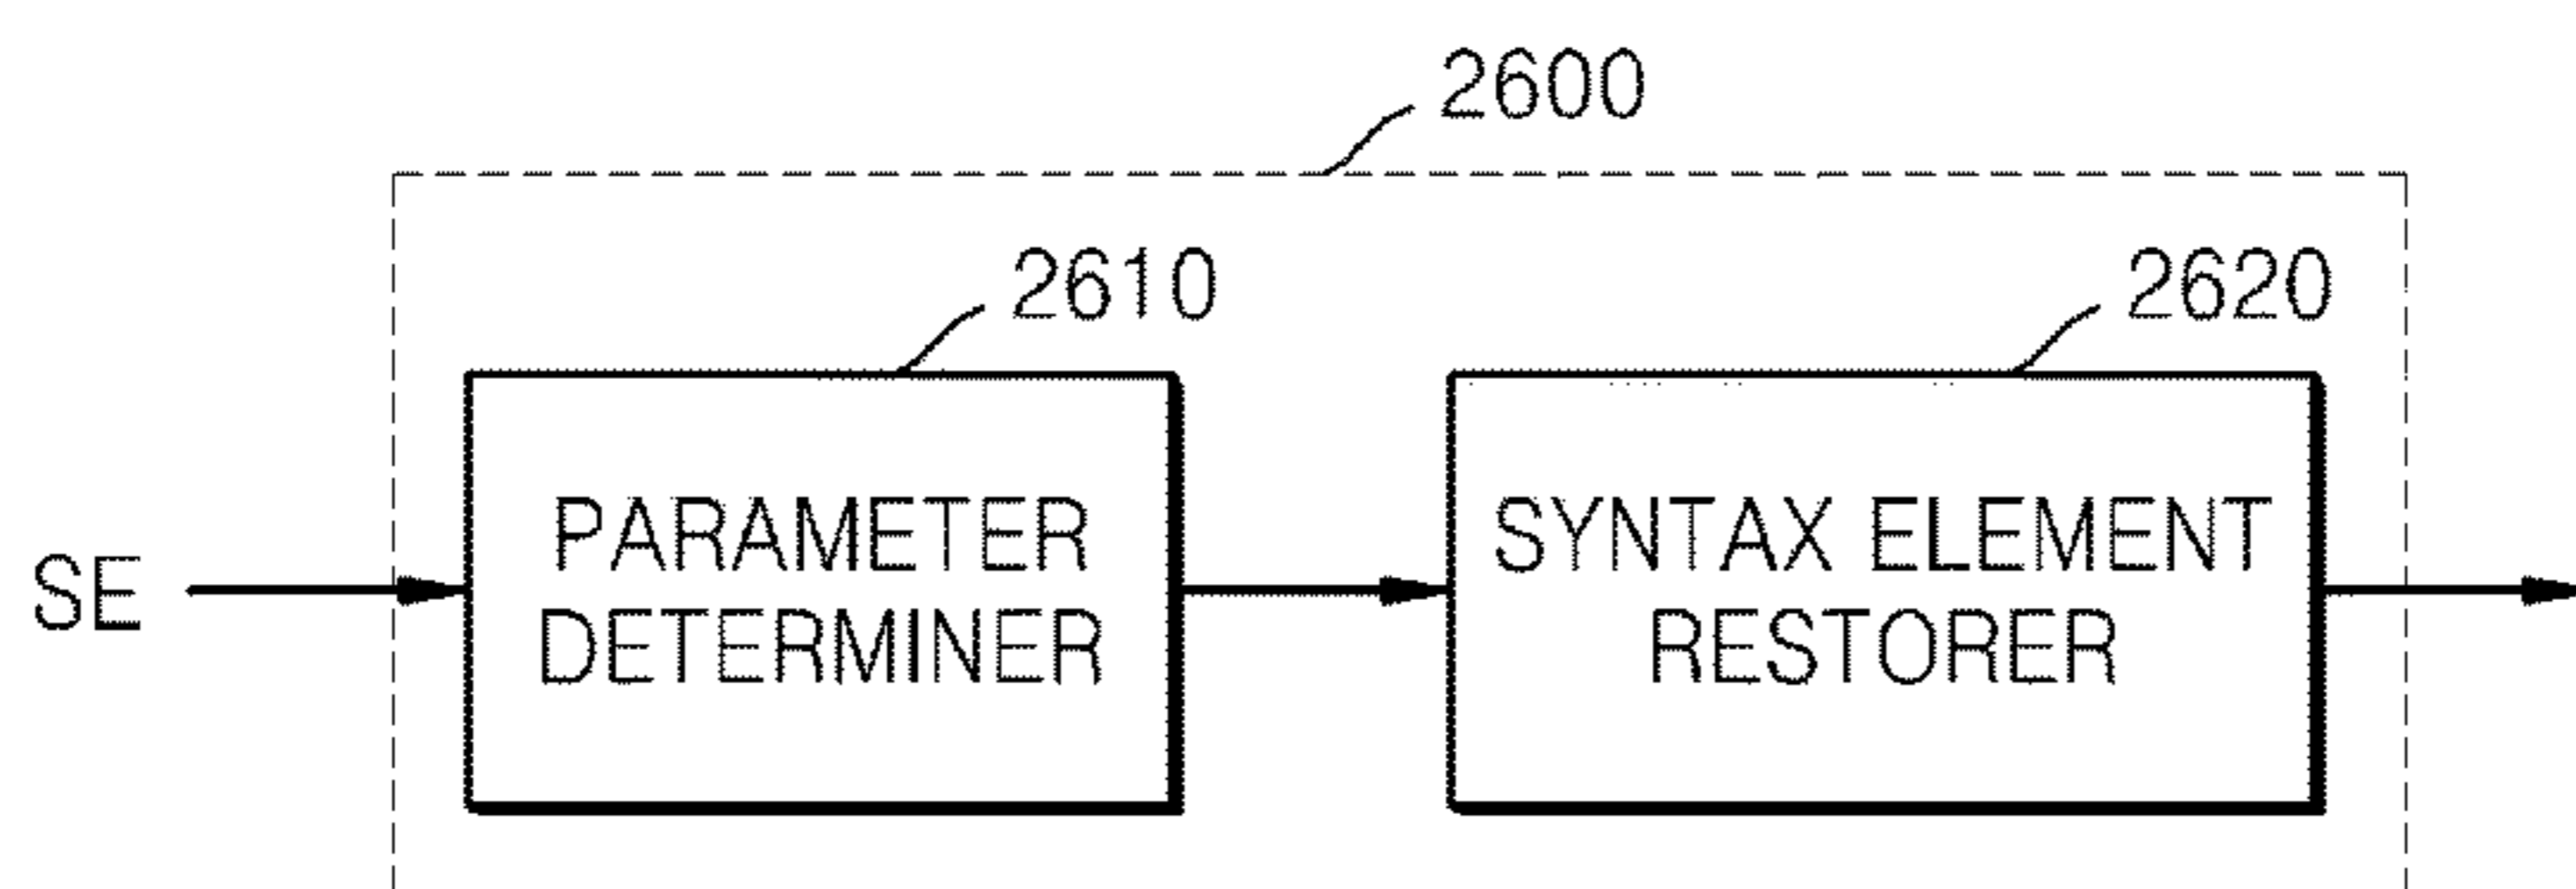 2600
2610
2620
SE
PARAMETER
DETERMINER
SYNTAX ELEMENT
RESTORER